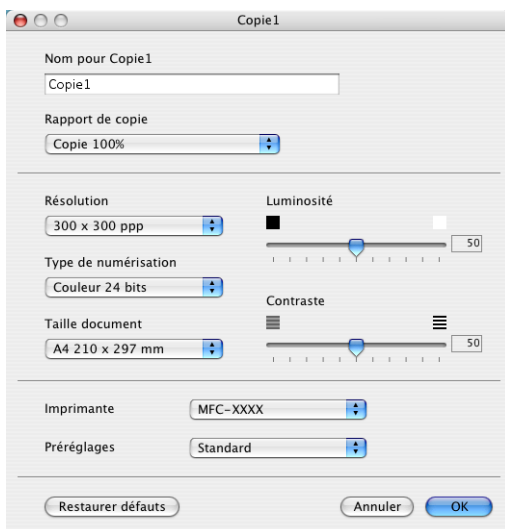 Copie1
Nom pour Copie1
Copie1
Rapport de copie
Copie 100%
Résolution
300 x 300 ppp
Type de numérisation
Couleur 24 bits
Taille document
A4 210 x 297 mm
Luminosité
50
Contraste
50
Imprimante
MFC-XXXX
Préréglages
Standard
Restaurer défauts
Annuler
OK